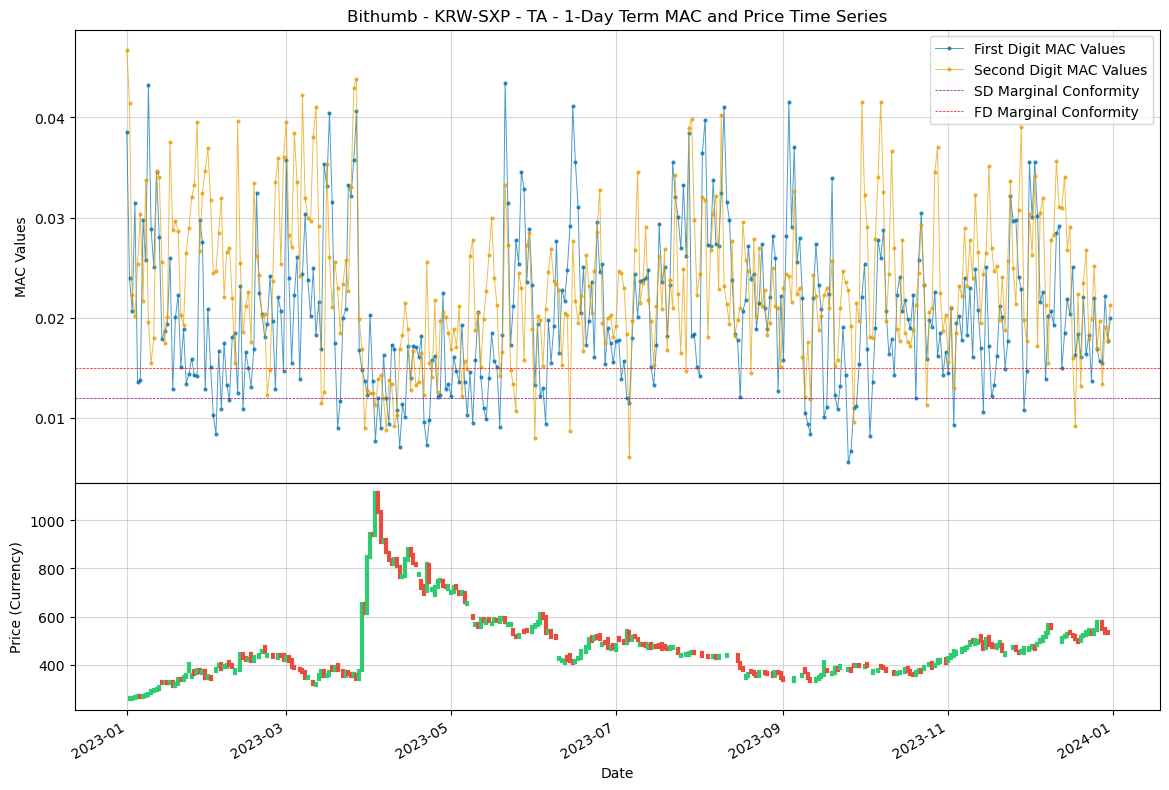 Bithumb - KRW-SXP - TA - 1-Day Term MAC and Price Time Series
First Digit MAC Values
Second Digit MAC Values
SD Marginal Conformity
FD Marginal Conformity
MAC Values
0.04
0.03
0.02
0.01
Price (Currency)
1000
800
600
400
2023-01
2023-03
2023-05
2023-07
2023-09
2023-11
2024-01
Date